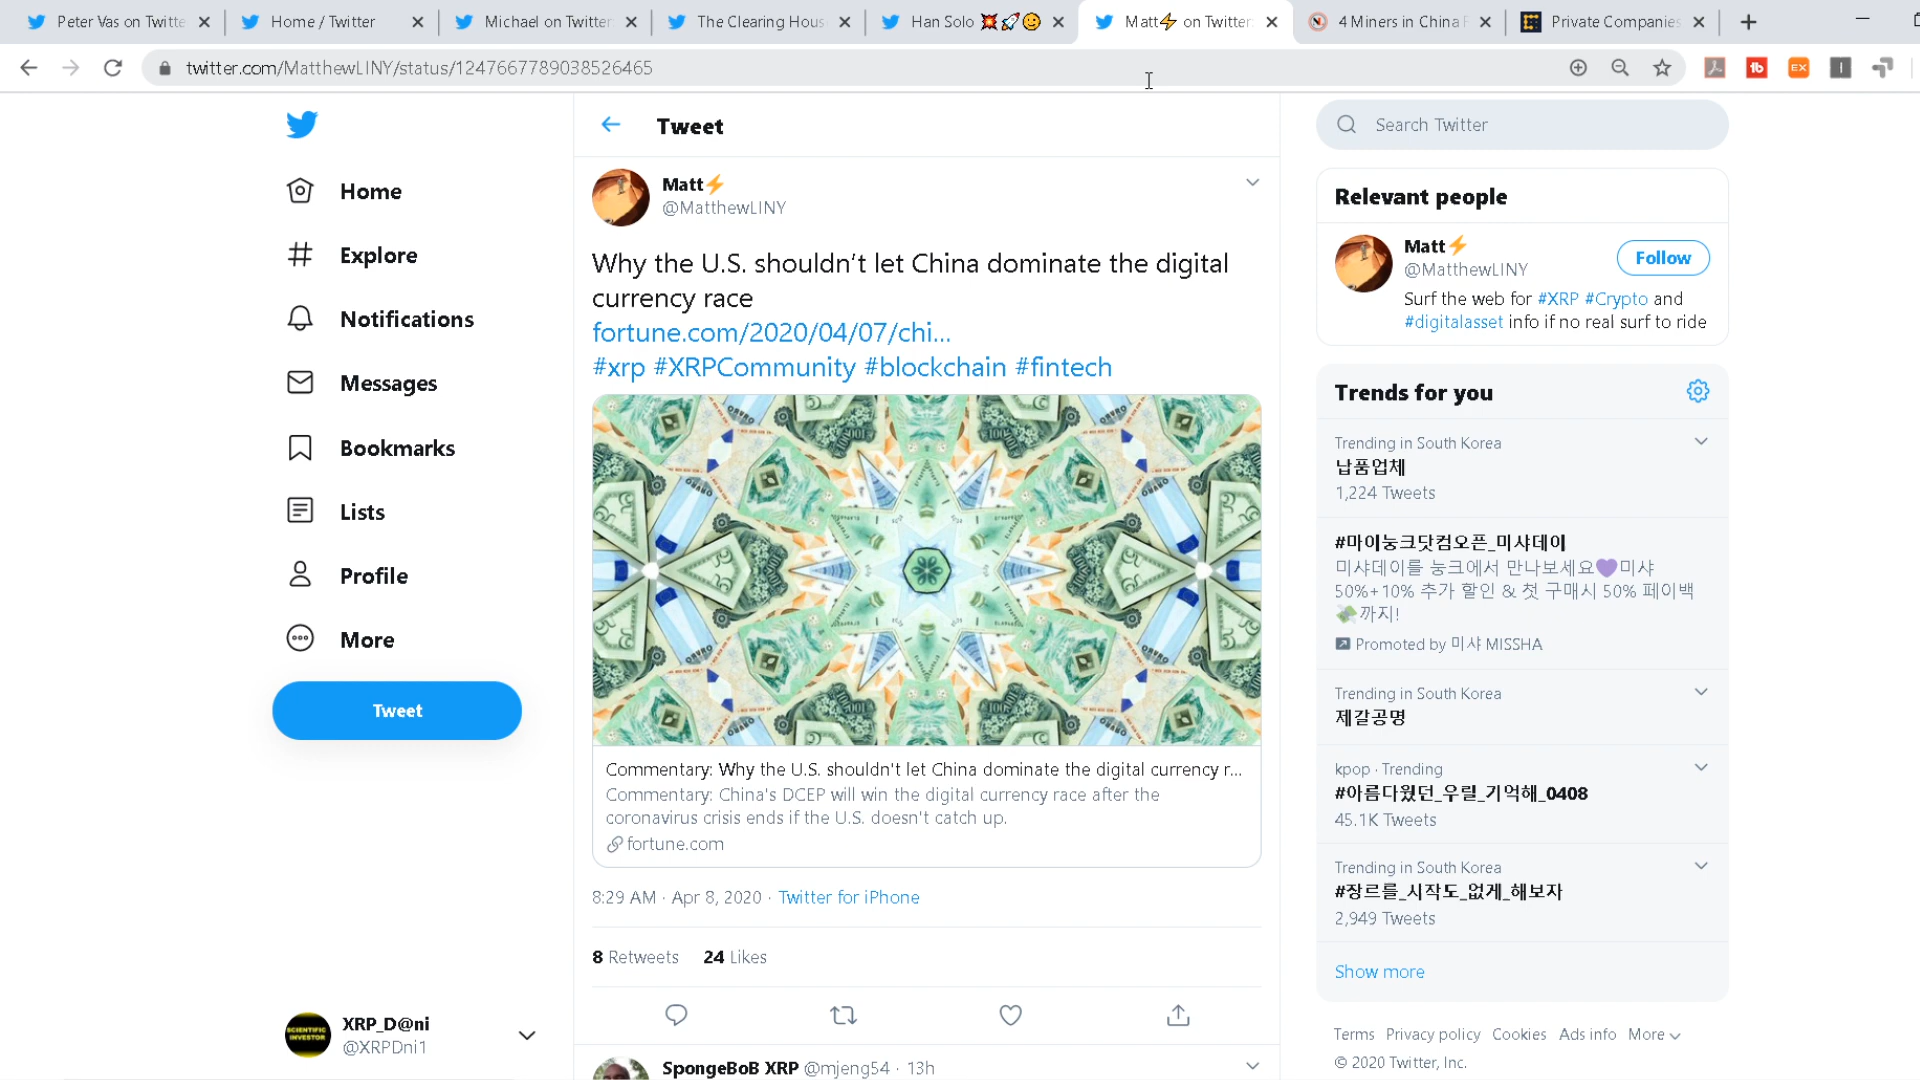 Peter Vas on Twitte
Home / Twitter
Michael on Twitter
The Clearing Hous
Han Solo 💥🚀🙂
Matt⚡ on Twitter
4 Miners in China F
Private Companies
twitter.com/MatthewLINY/status/1247667789038526465
Home
Explore
Notifications
Messages
Bookmarks
Lists
Profile
More
Tweet
XRP_D@ni
@XRPDni1
Tweet
Matt⚡
@MatthewLINY
Why the U.S. shouldn’t let China dominate the digital
currency race
fortune.com/2020/04/07/chi...
#xrp #XRPCommunity #blockchain #fintech
Commentary: Why the U.S. shouldn't let China dominate the digital currency r...
Commentary: China's DCEP will win the digital currency race after the
coronavirus crisis ends if the U.S. doesn't catch up.
fortune.com
8:29 AM · Apr 8, 2020 · Twitter for iPhone
8 Retweets 24 Likes
SpongeBoB XRP @mjeng54 · 13h
Search Twitter
Relevant people
Matt⚡
@MatthewLINY
Follow
Surf the web for #XRP #Crypto and
#digitalasset info if no real surf to ride
Trends for you
Trending in South Korea
납품업체
1,224 Tweets
#마이눙크닷컴오픈_미샤데이
미샤데이를 눙크에서 만나보세요💜미샤
50%+10% 추가 할인 & 첫 구매시 50% 페이백
💸까지!
Promoted by 미샤 MISSHA
Trending in South Korea
제갈공명
kpop · Trending
#아름다웠던_우릴_기억해_0408
45.1K Tweets
Trending in South Korea
#장르를_시작도_없게_해보자
2,949 Tweets
Show more
Terms Privacy policy Cookies Ads info More
© 2020 Twitter, Inc.